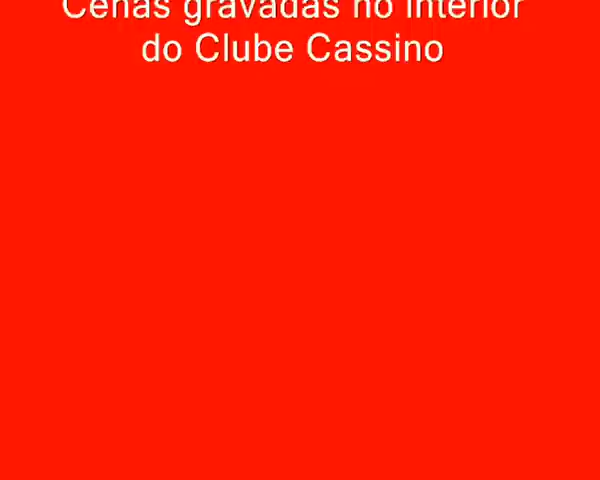 Cenas gravadas no interior
do Clube Cassino